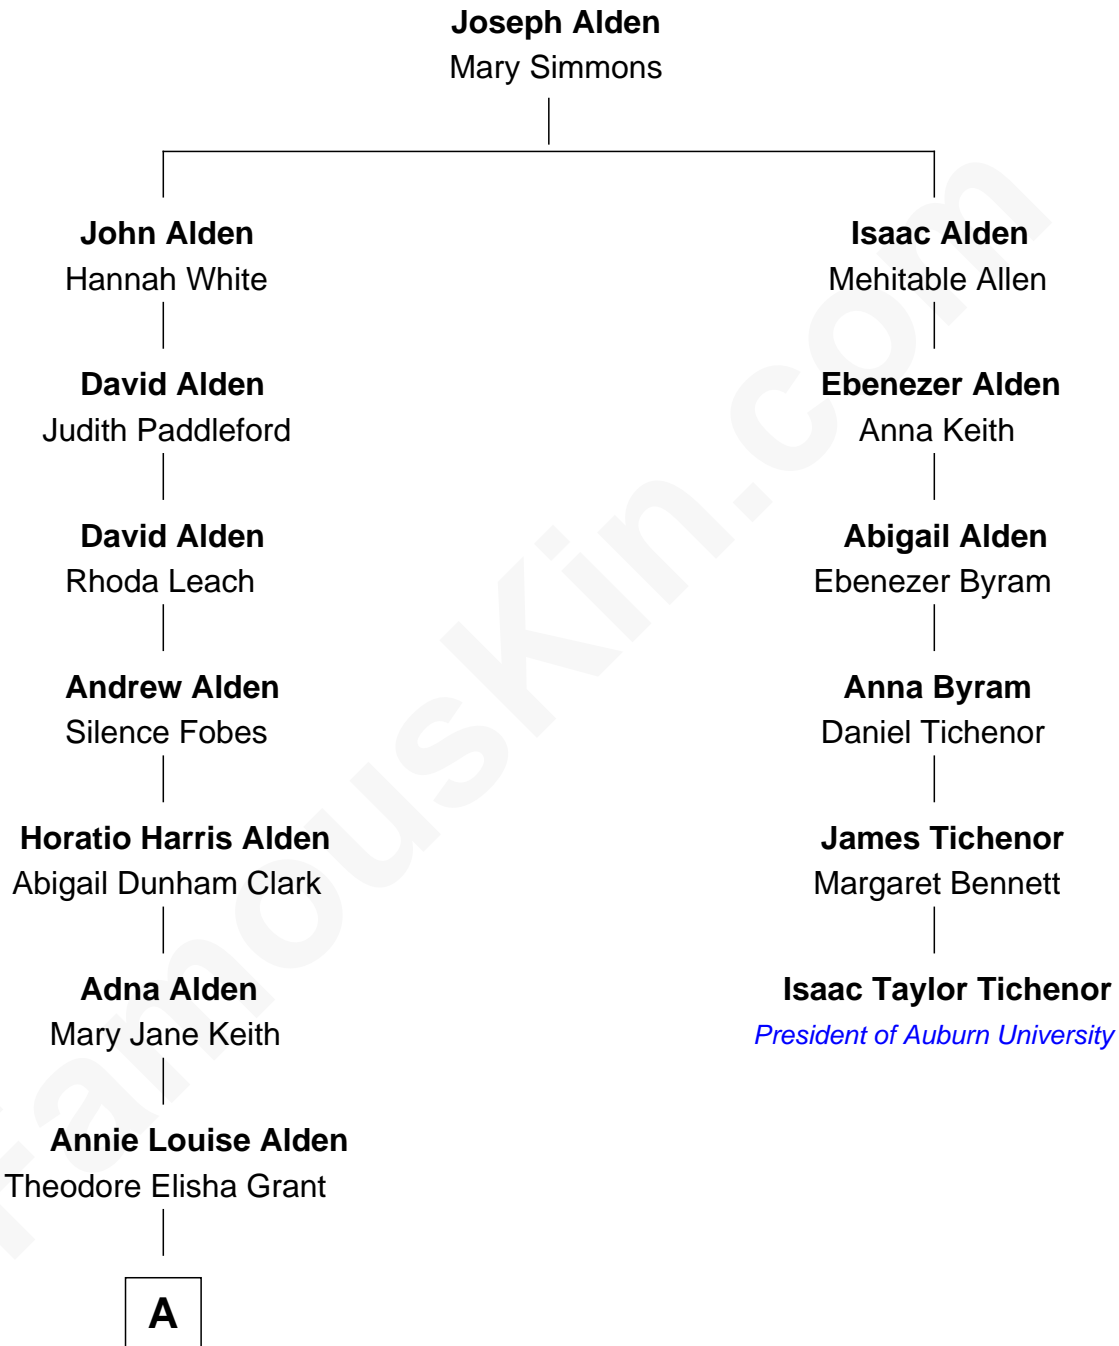 Joseph Alden
Mary Simmons
John Alden
Hannah White
Isaac Alden
Mehitable Allen
David Alden
Judith Paddleford
Ebenezer Alden
Anna Keith
David Alden
Rhoda Leach
Abigail Alden
Ebenezer Byram
Andrew Alden
Silence Fobes
Anna Byram
Daniel Tichenor
Horatio Harris Alden
Abigail Dunham Clark
James Tichenor
Margaret Bennett
Adna Alden
Mary Jane Keith
Isaac Taylor Tichenor
President of Auburn University
Annie Louise Alden
Theodore Elisha Grant
A
FamousKin.com